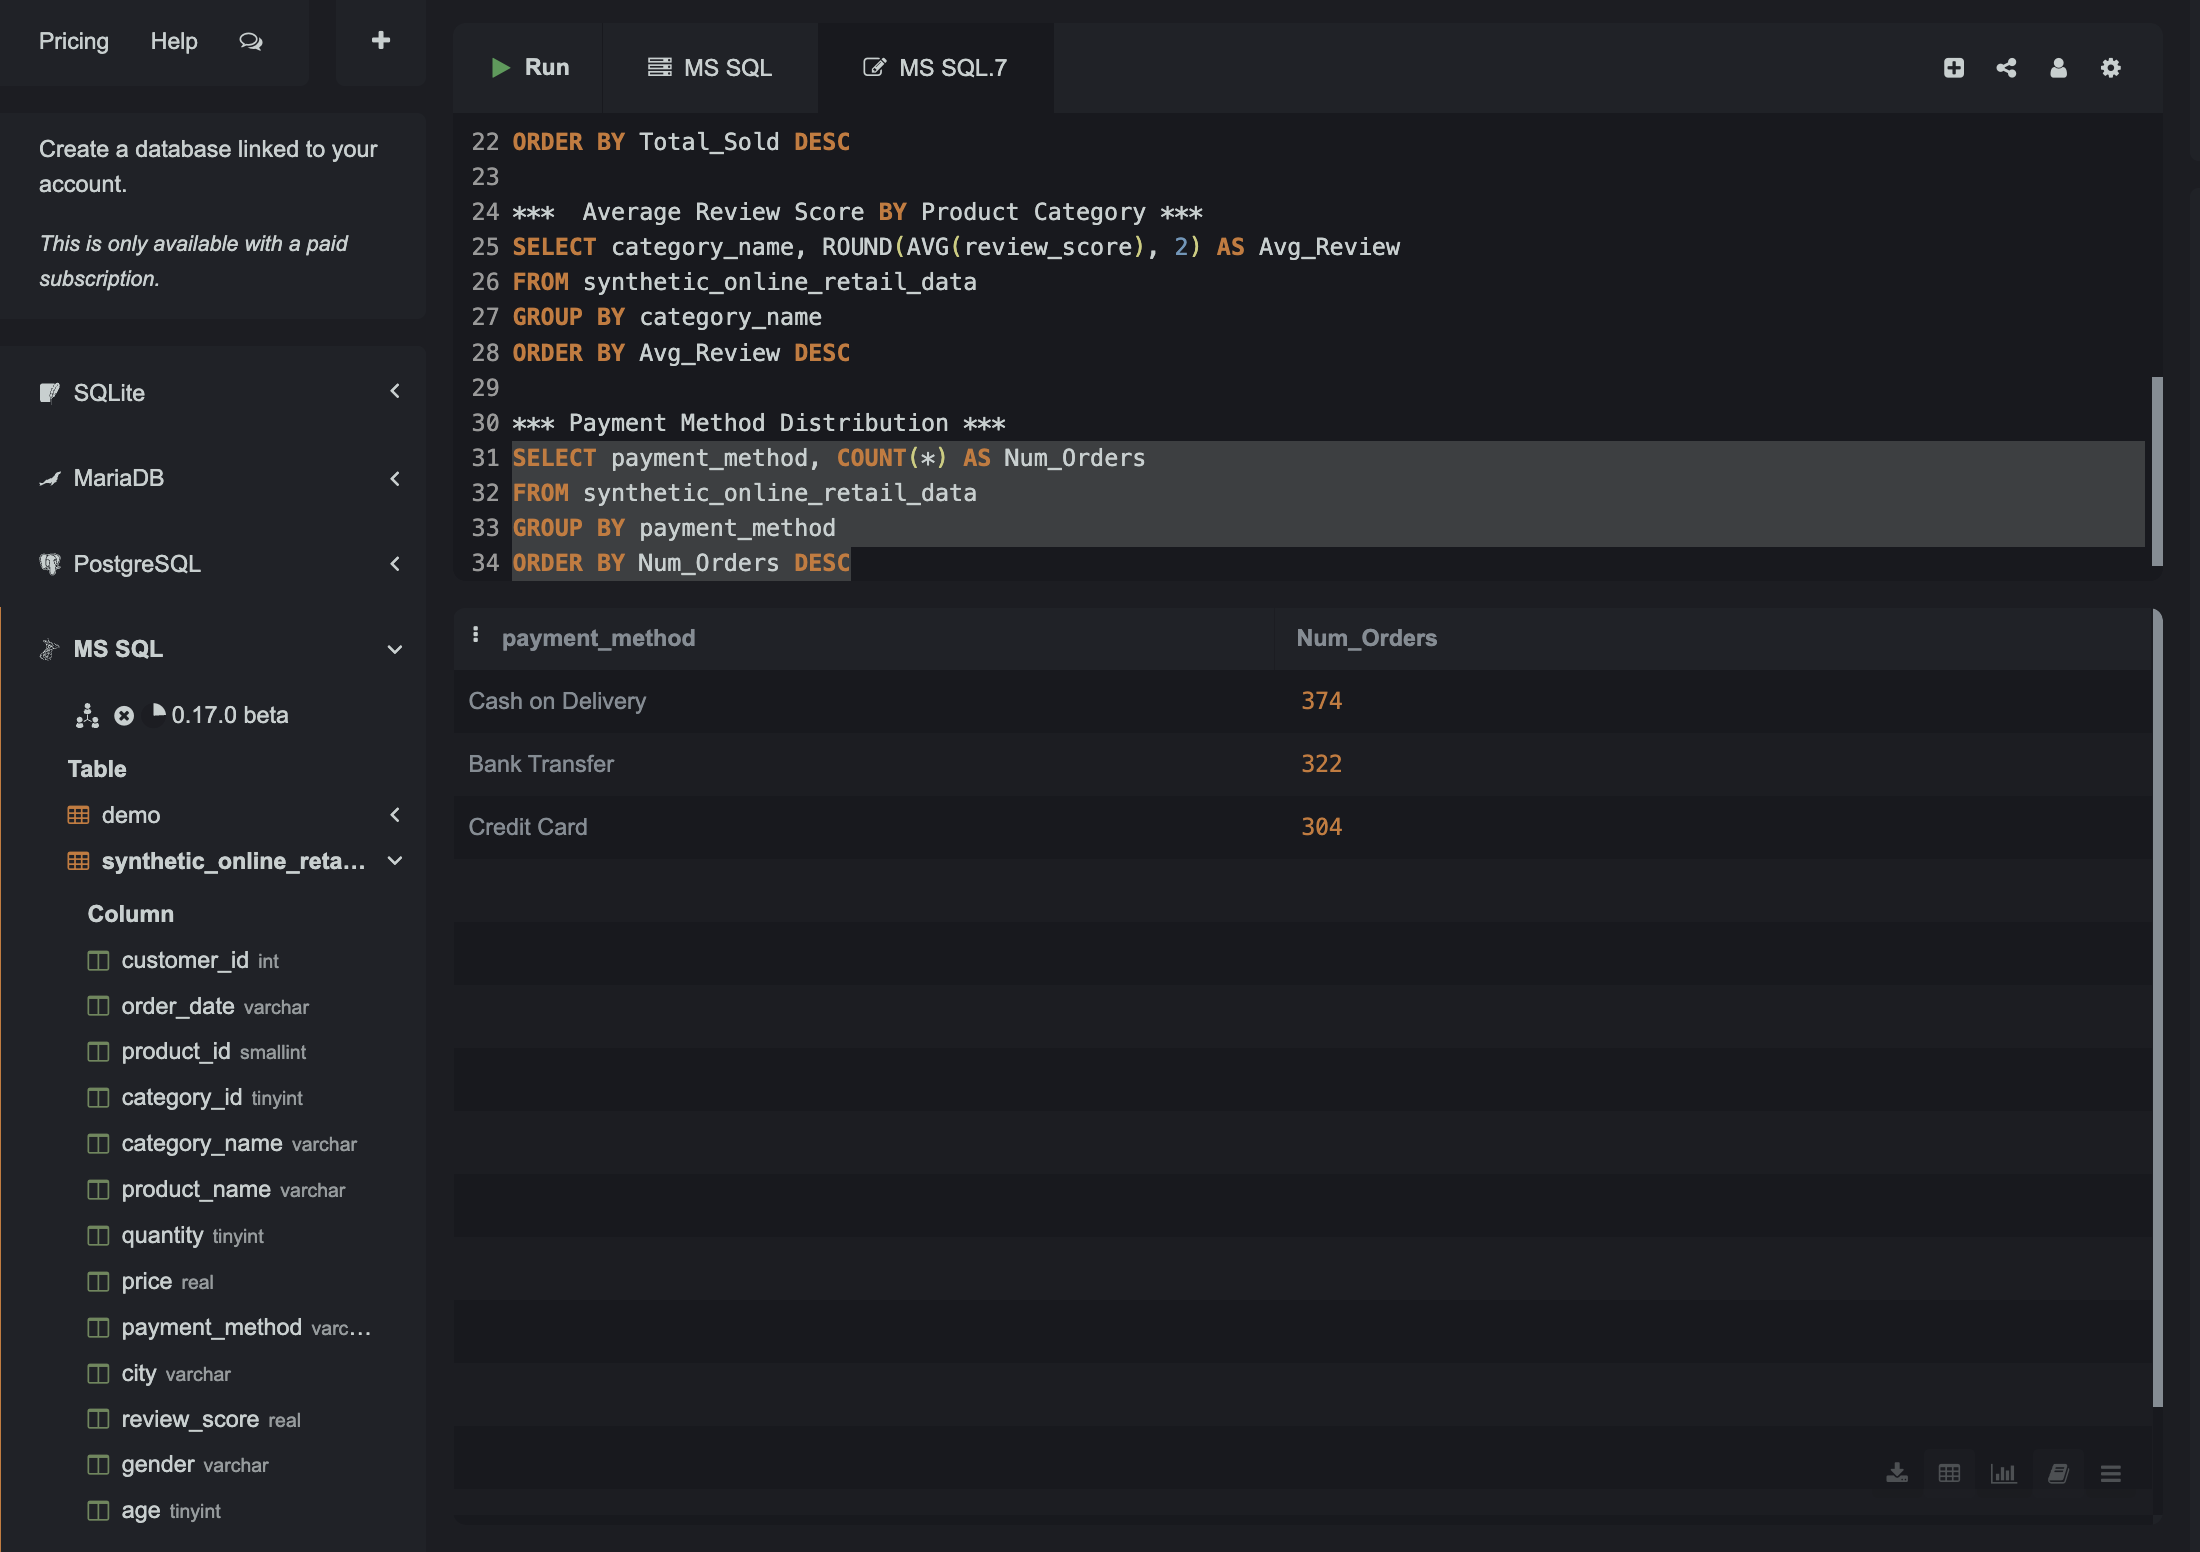 Pricing Help
Create a database linked to your
account.
This is only available with a paid
subscription.
SQLite
MariaDB
PostgreSQL
MS SQL
0.17.0 beta
Table
demo
synthetic_online_reta...
Column
customer_id int
order_date varchar
product_id smallint
category_id tinyint
category_name varchar
product_name varchar
quantity tinyint
price real
payment_method varc...
city varchar
review_score real
gender varchar
age tinyint
Run MS SQL MS SQL.7
22 ORDER BY Total_Sold DESC
23
24 ***  Average Review Score BY Product Category ***
25 SELECT category_name, ROUND(AVG(review_score), 2) AS Avg_Review
26 FROM synthetic_online_retail_data
27 GROUP BY category_name
28 ORDER BY Avg_Review DESC
29
30 *** Payment Method Distribution ***
31 SELECT payment_method, COUNT(*) AS Num_Orders
32 FROM synthetic_online_retail_data
33 GROUP BY payment_method
34 ORDER BY Num_Orders DESC
payment_method Num_Orders
Cash on Delivery 374
Bank Transfer 322
Credit Card 304